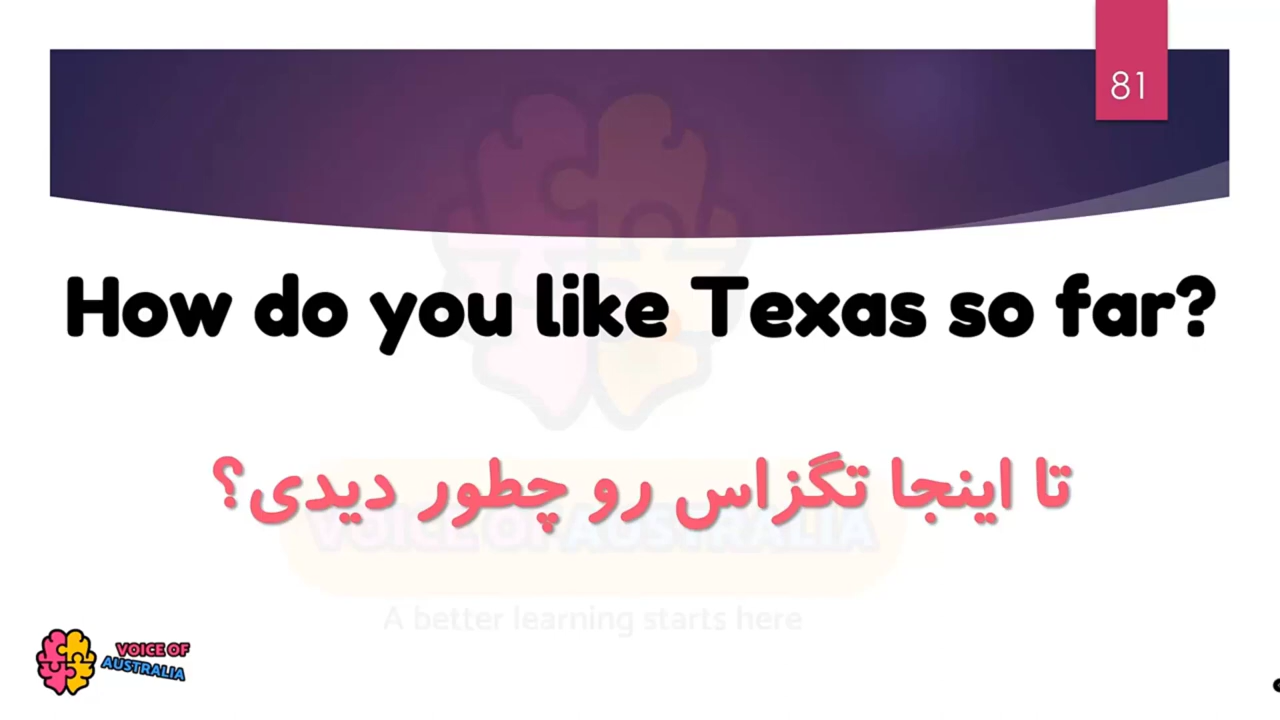 81
How do you like Texas so far?
تا اینجا تگزاس رو چطور دیدی؟
VOICE OF AUSTRALIA
A better learning starts here
VOICE OF
AUSTRALIA